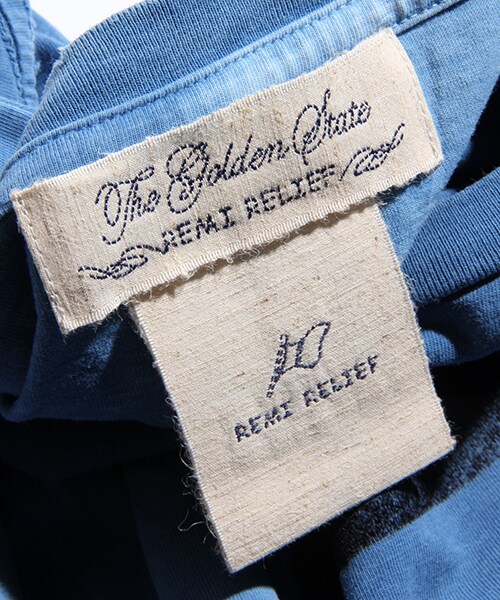 The Golden State
REMI RELIEF
REMI RELIEF